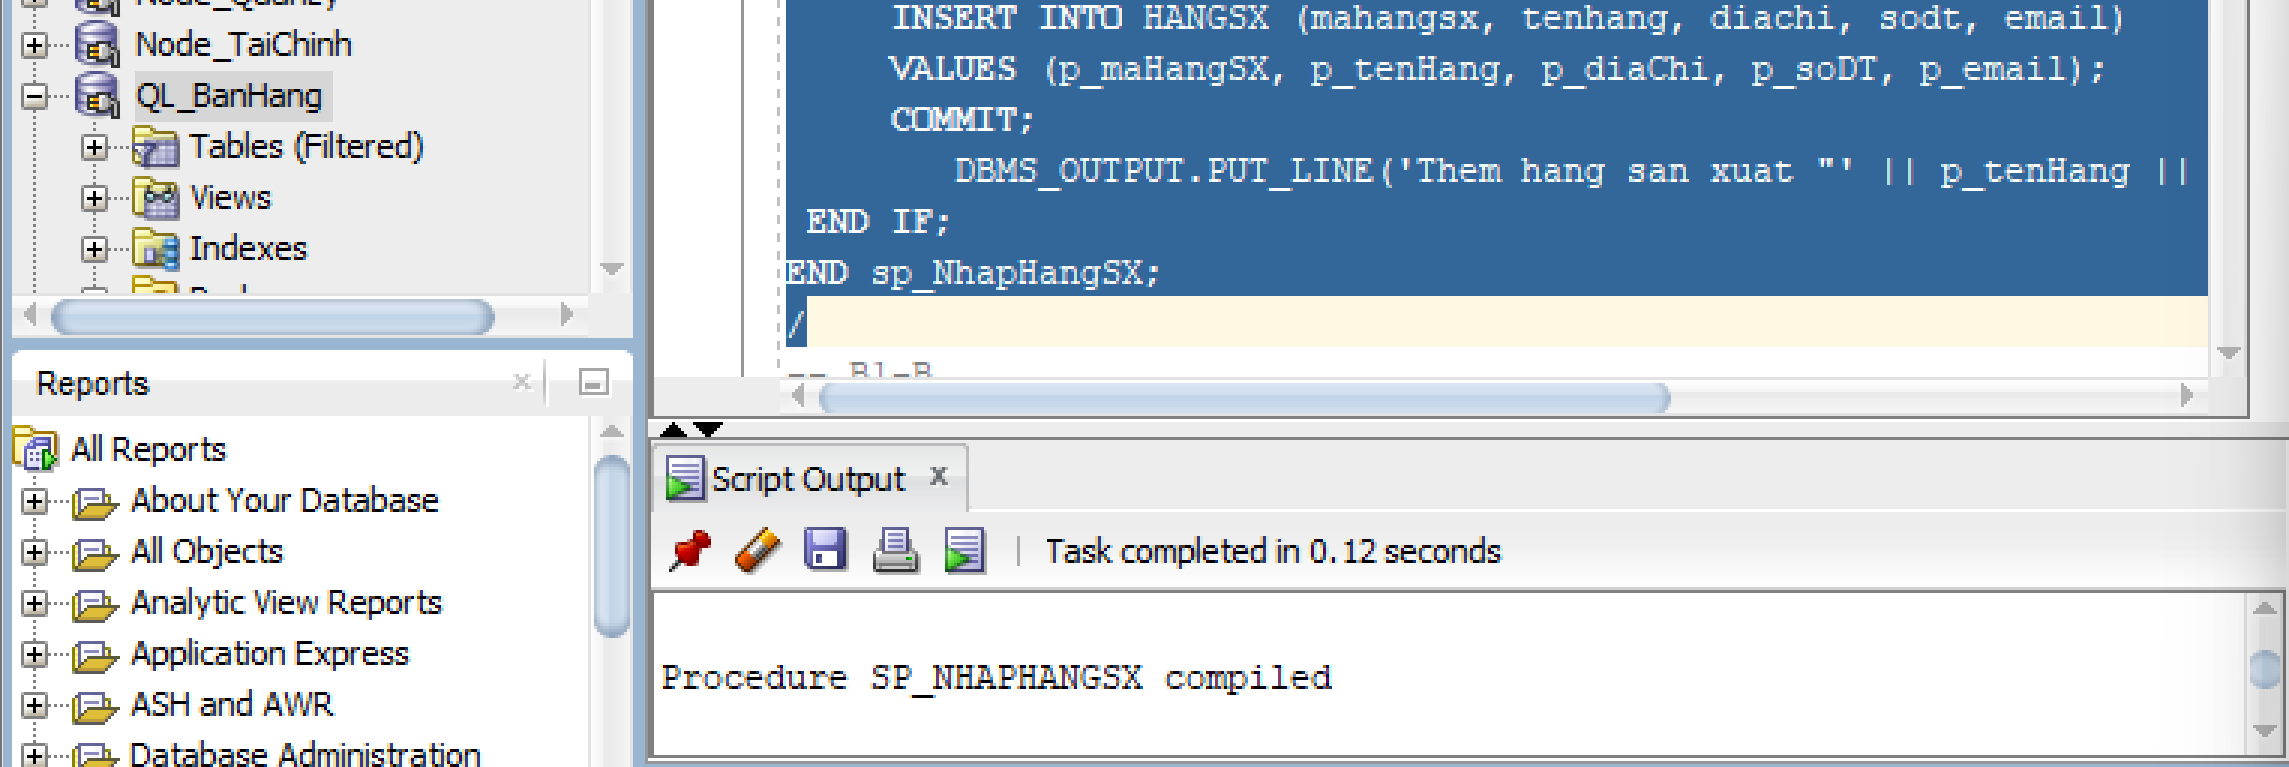 Node_QuanLy
Node_TaiChinh
QL_BanHang
Tables (Filtered)
Views
Indexes
Reports
All Reports
About Your Database
All Objects
Analytic View Reports
Application Express
ASH and AWR
Database Administration
INSERT INTO HANGSX (mahangsx, tenhang, diachi, sodt, email)
VALUES (p_maHangSX, p_tenHang, p_diaChi, p_soDT, p_email);
COMMIT;
DBMS_OUTPUT.PUT_LINE('Them hang san xuat "' || p_tenHang ||
END IF;
END sp_NhapHangSX;
/
Script Output
Task completed in 0.12 seconds
Procedure SP_NHAPHANGSX compiled